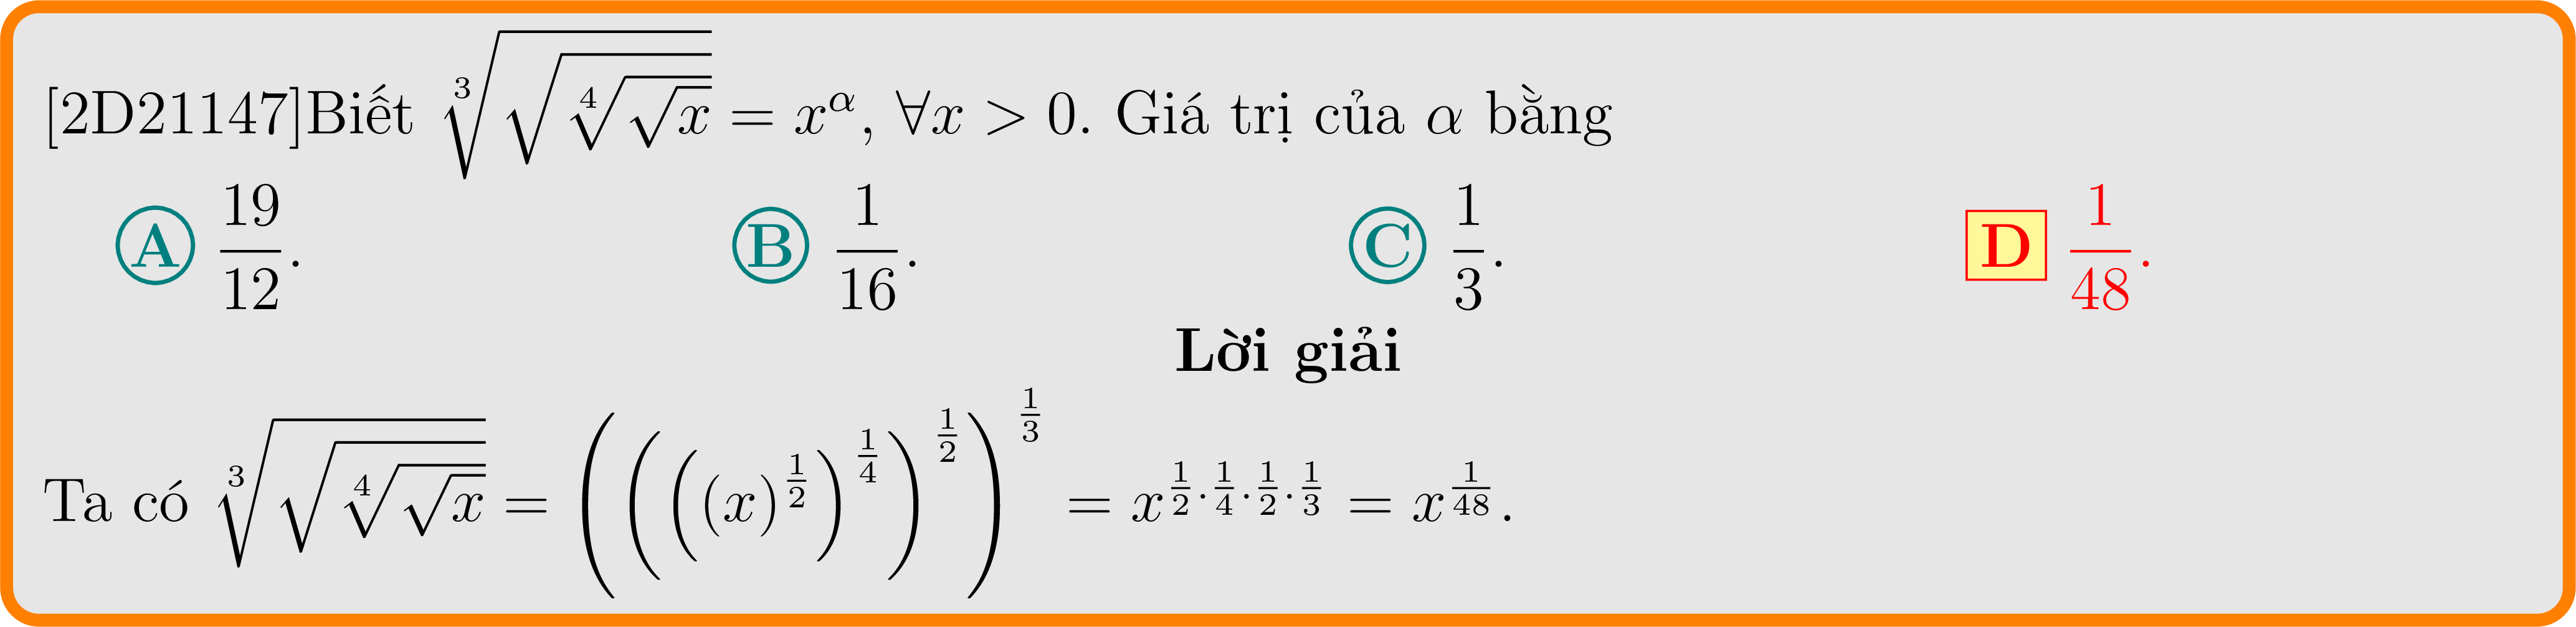 [2D21147]Biết $\sqrt[3]{\sqrt{\sqrt[4]{\sqrt{x}}}} = x^{\alpha}$, $\forall x > 0$. Giá trị của $\alpha$ bằng
A $\frac{19}{12}$. B $\frac{1}{16}$. C $\frac{1}{3}$. D $\frac{1}{48}$.
Lời giải
Ta có $\sqrt[3]{\sqrt{\sqrt[4]{\sqrt{x}}}} = \left(\left(\left((x)^{\frac{1}{2}}\right)^{\frac{1}{4}}\right)^{\frac{1}{2}}\right)^{\frac{1}{3}} = x^{\frac{1}{2} \cdot \frac{1}{4} \cdot \frac{1}{2} \cdot \frac{1}{3}} = x^{\frac{1}{48}}$.